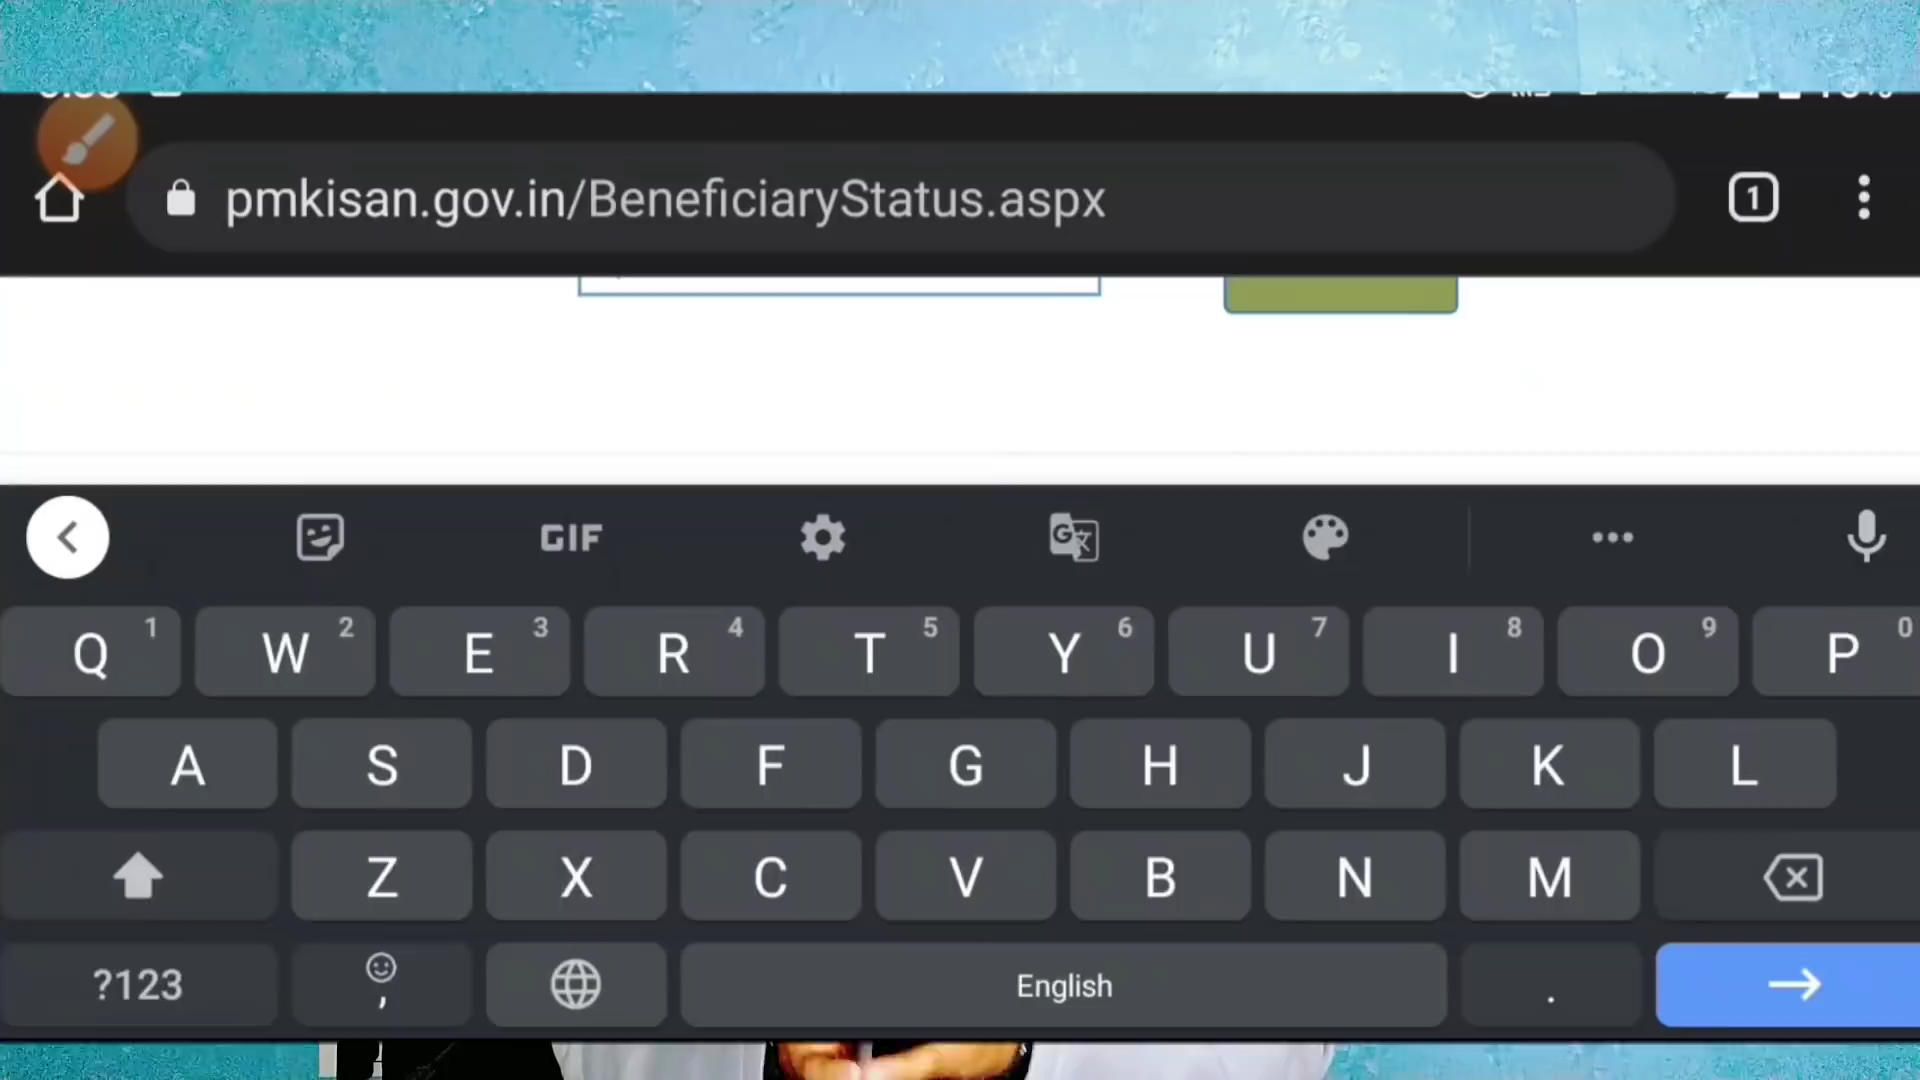 pmkisan.gov.in/BeneficiaryStatus.aspx
1
GIF
Q 1 W 2 E 3 R 4 T 5 Y 6 U 7 I 8 O 9 P 0
A S D F G H J K L
Z X C V B N M
?123 , English .